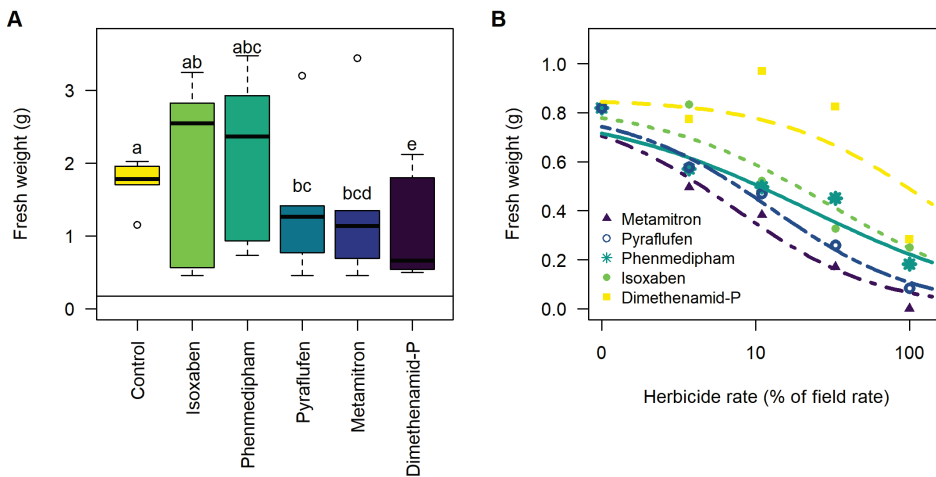 A
Fresh weight (g)
0
1
2
3
a
ab
abc
bc
bcd
e
Control
Isoxaben
Phenmedipham
Pyraflufen
Metamitron
Dimethenamid-P
B
Fresh weight (g)
0.0
0.2
0.4
0.6
0.8
1.0
Metamitron
Pyraflufen
Phenmedipham
Isoxaben
Dimethenamid-P
0
10
100
Herbicide rate (% of field rate)